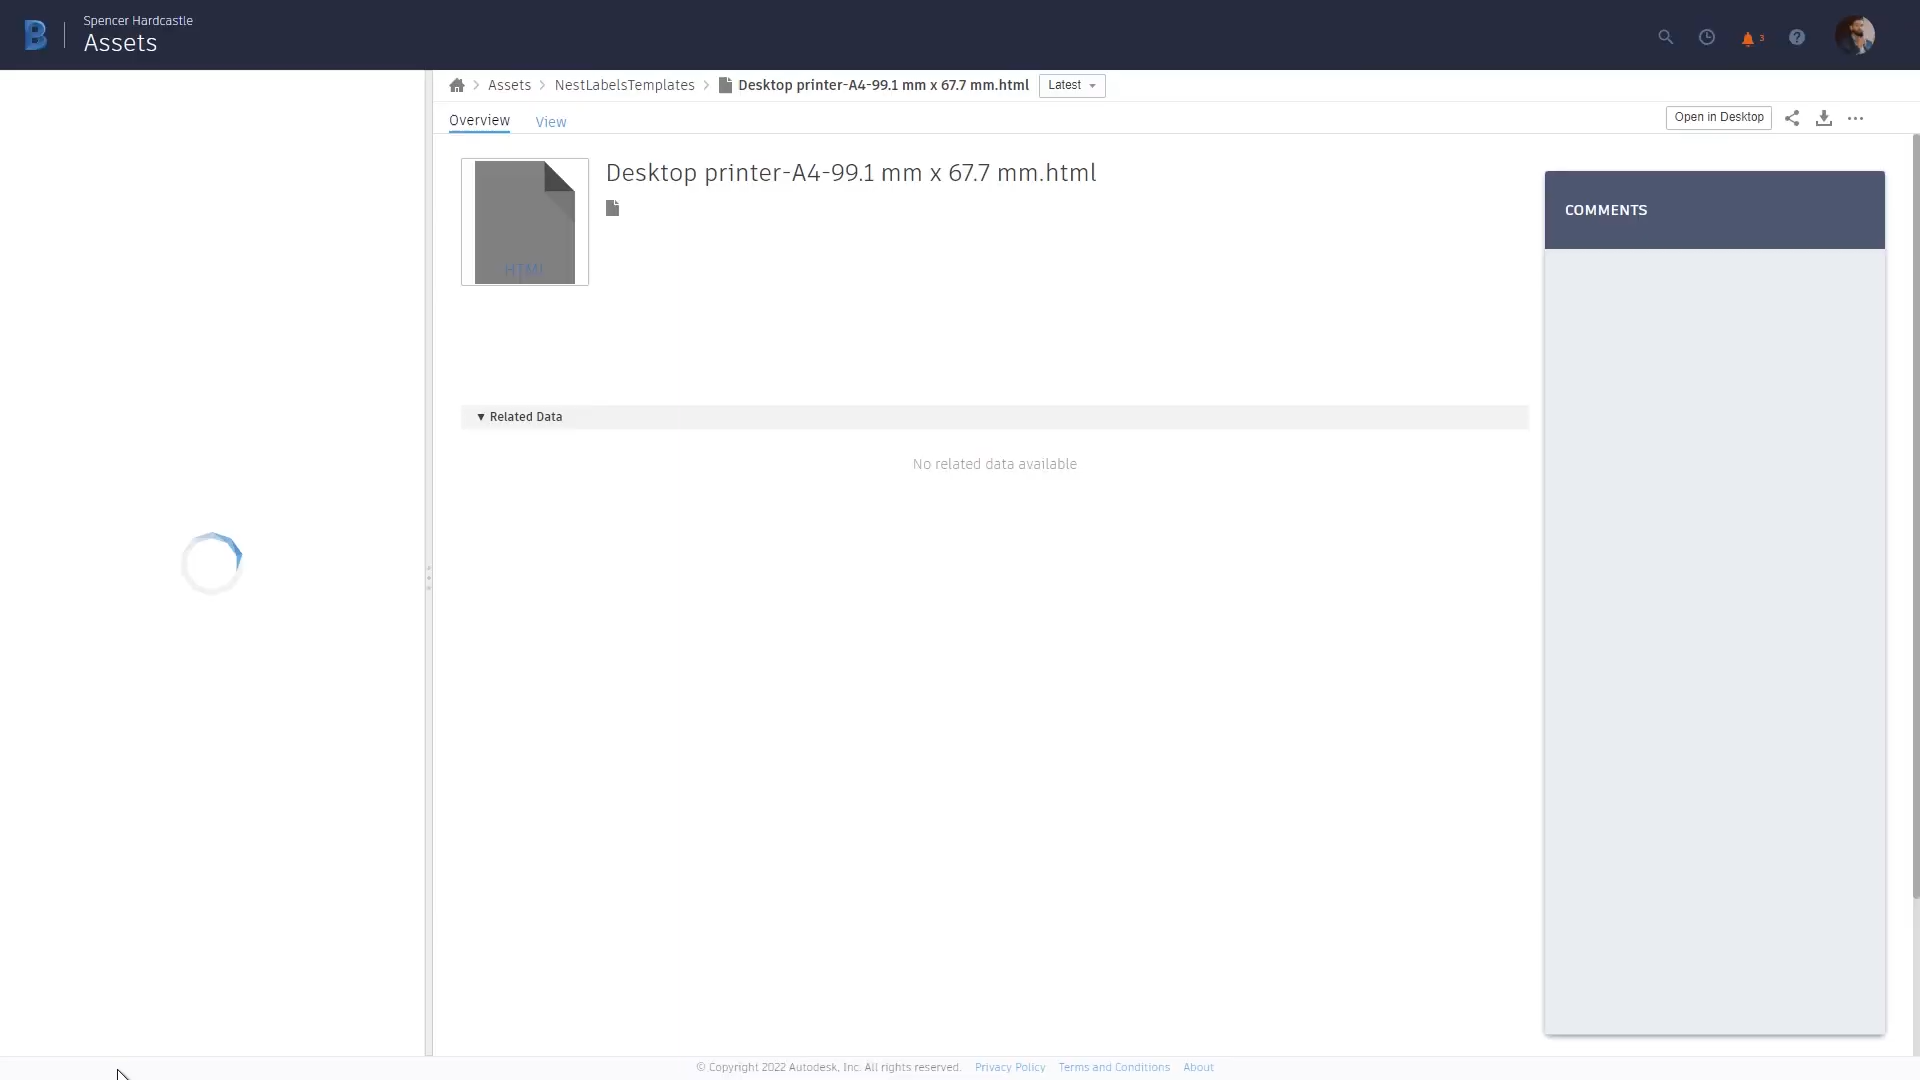 B
Spencer Hardcastle
Assets
3
Assets > NestLabelsTemplates > Desktop printer-A4-99.1 mm x 67.7 mm.html Latest
Overview View
Open in Desktop
HTML
Desktop printer-A4-99.1 mm x 67.7 mm.html
COMMENTS
Related Data
No related data available
© Copyright 2022 Autodesk, Inc. All rights reserved. Privacy Policy Terms and Conditions About